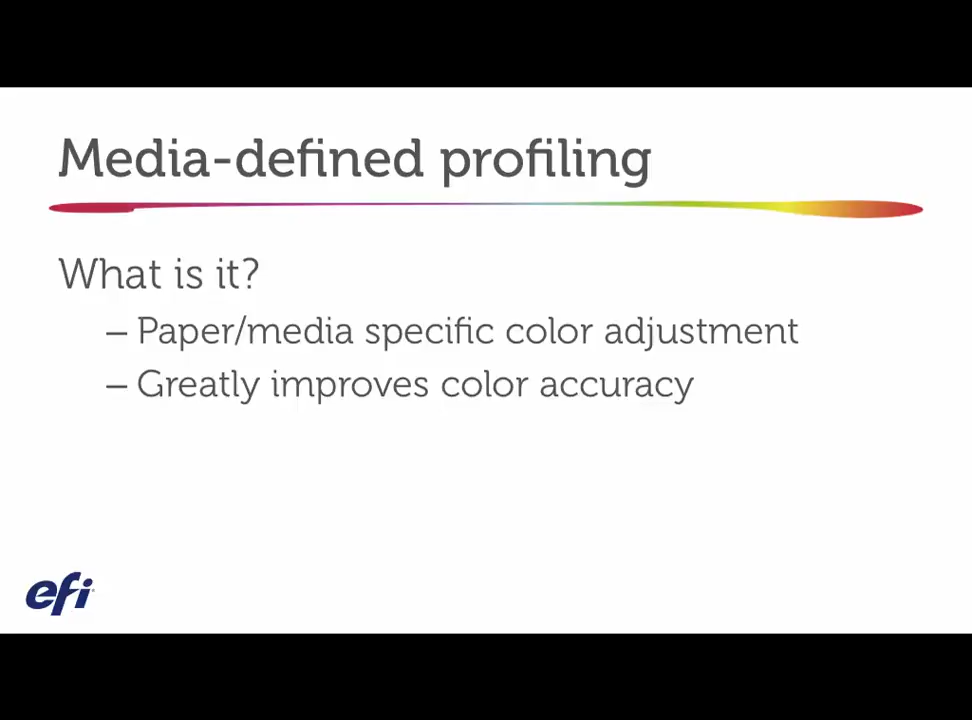 Media-defined profiling
What is it?
– Paper/media specific color adjustment
– Greatly improves color accuracy
efi